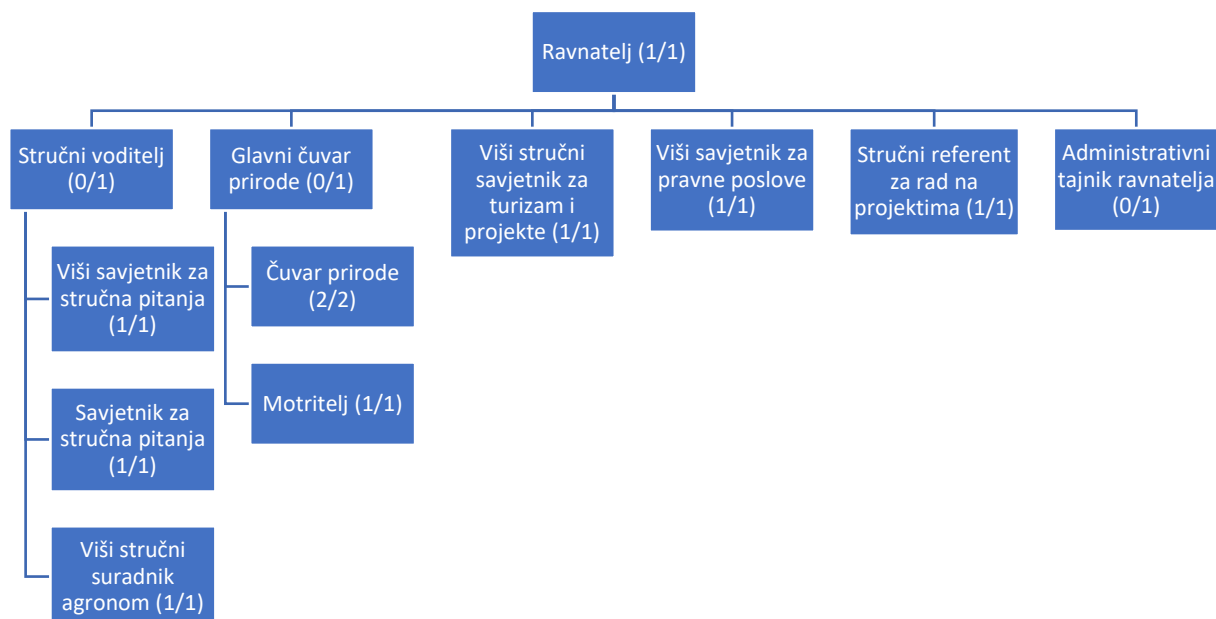 Ravnatelj (1/1)
Stručni voditelj
(0/1)
Glavni čuvar
prirode (0/1)
Viši stručni
savjetnik za
turizam i
projekte (1/1)
Viši savjetnik za
pravne poslove
(1/1)
Stručni referent
za rad na
projektima (1/1)
Administrativni
tajnik ravnatelja
(0/1)
Viši savjetnik za
stručna pitanja
(1/1)
Savjetnik za
stručna pitanja
(1/1)
Viši stručni
suradnik
agronom (1/1)
Čuvar prirode
(2/2)
Motritelj (1/1)